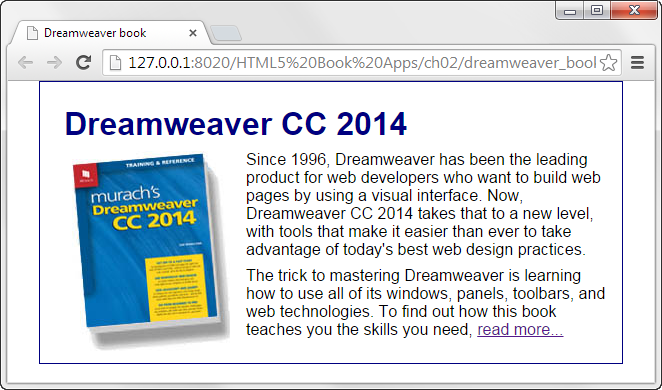 Dreamweaver book
127.0.0.1:8020/HTML5%20Book%20Apps/ch02/dreamweaver_bool
Dreamweaver CC 2014
TRAINING & REFERENCE
murach's
Dreamweaver
CC 2014
Since 1996, Dreamweaver has been the leading
product for web developers who want to build web
pages by using a visual interface. Now,
Dreamweaver CC 2014 takes that to a new level,
with tools that make it easier than ever to take
advantage of today's best web design practices.
The trick to mastering Dreamweaver is learning
how to use all of its windows, panels, toolbars, and
web technologies. To find out how this book
teaches you the skills you need, read more...